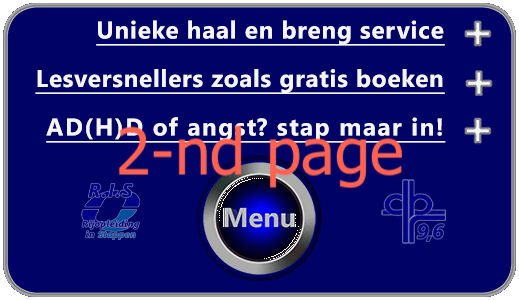 Unieke haal en breng service
Lesversnellers zoals gratis boeken
AD(H)D of angst? stap maar in!
2-nd page
Menu
R.I.S
Rijopleiding
in Stappen
9,6